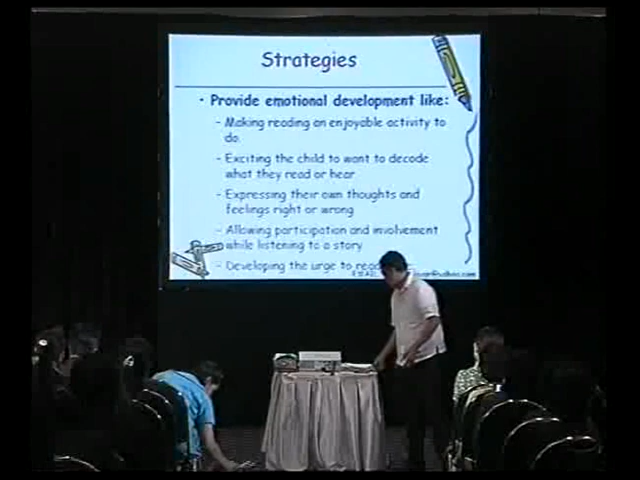 Strategies
• Provide emotional development like:
- Making reading an enjoyable activity to
do.
- Exciting the child to want to decode
what they read or hear
- Expressing their own thoughts and
feelings right or wrong
- Allowing participation and involvement
while listening to a story
- Developing the urge to read